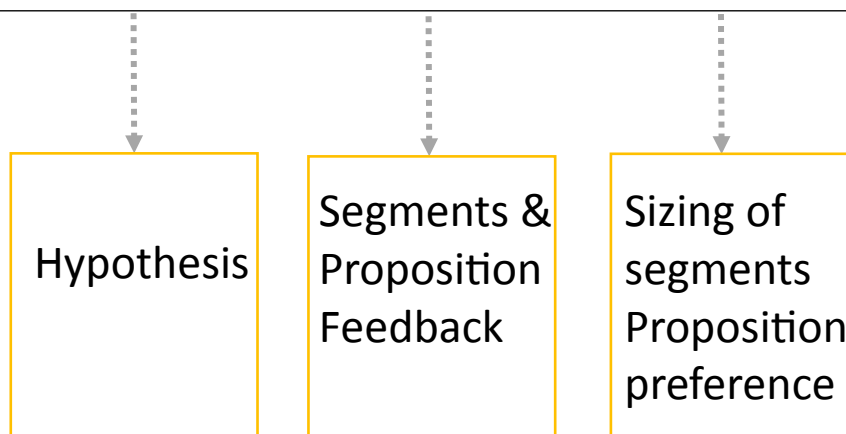 Hypothesis
Segments &
Proposition
Feedback
Sizing of
segments
Proposition
preference